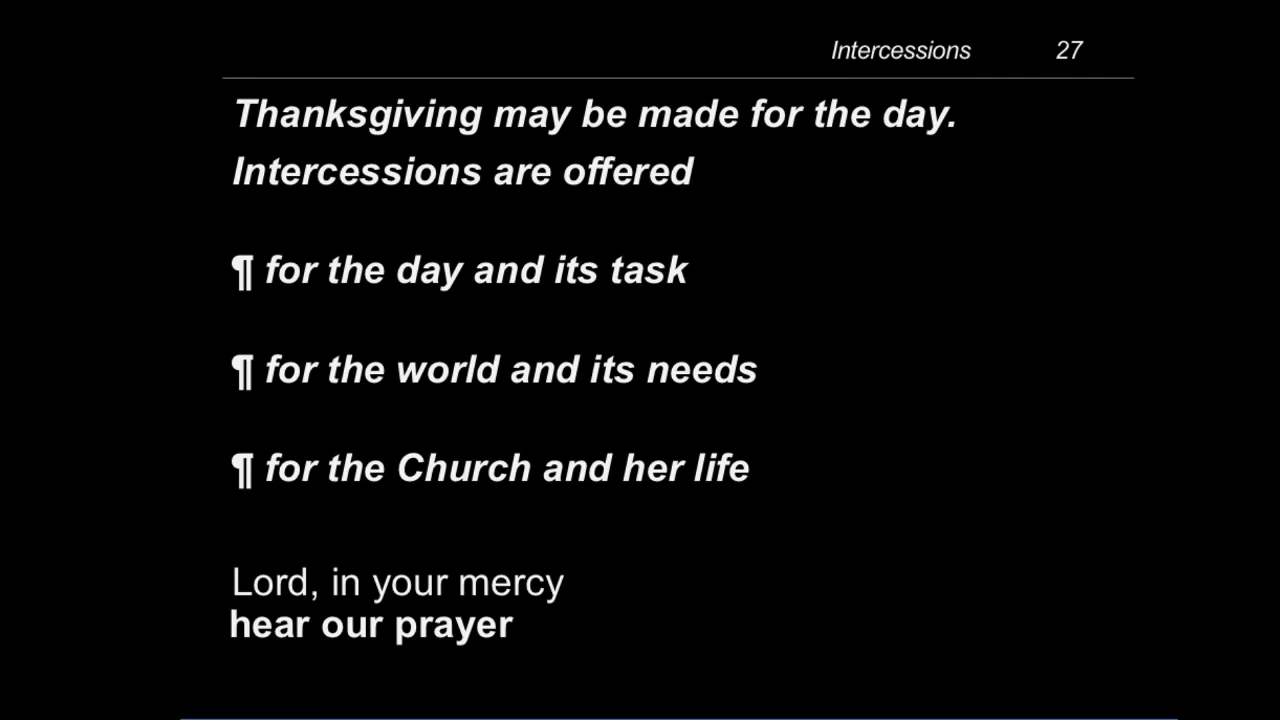 Intercessions 27
Thanksgiving may be made for the day.
Intercessions are offered
¶ for the day and its task
¶ for the world and its needs
¶ for the Church and her life
Lord, in your mercy
hear our prayer